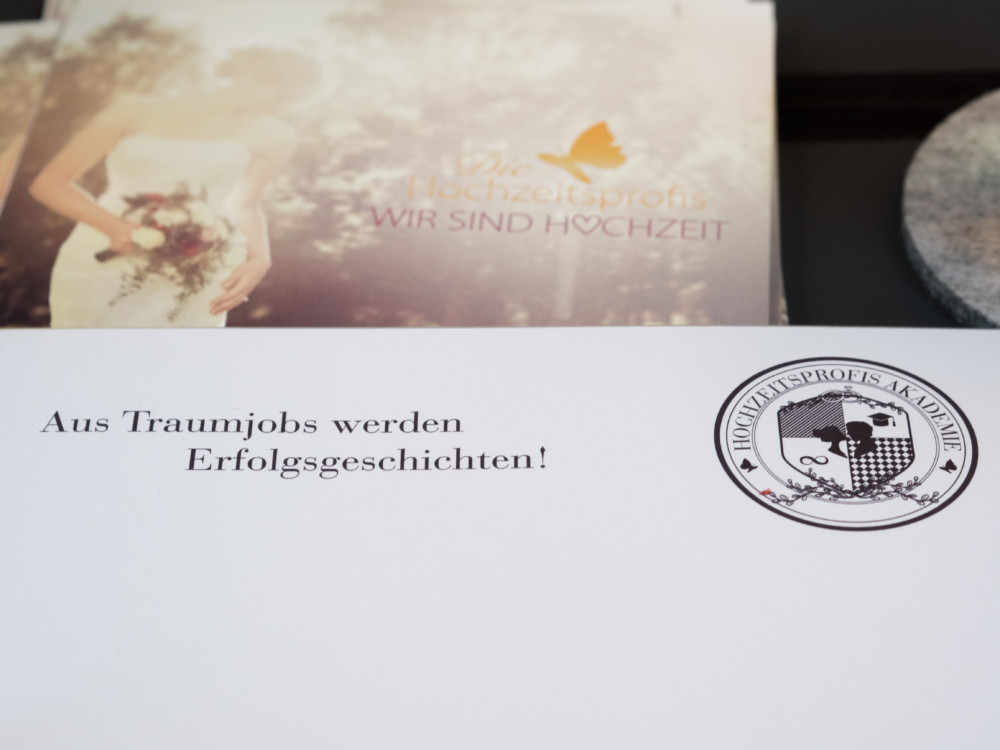 Die
Hochzeitsprofis
WIR SIND HOCHZEIT
Aus Traumjobs werden
Erfolgsgeschichten!
HOCHZEITSPROFIS AKADEMIE